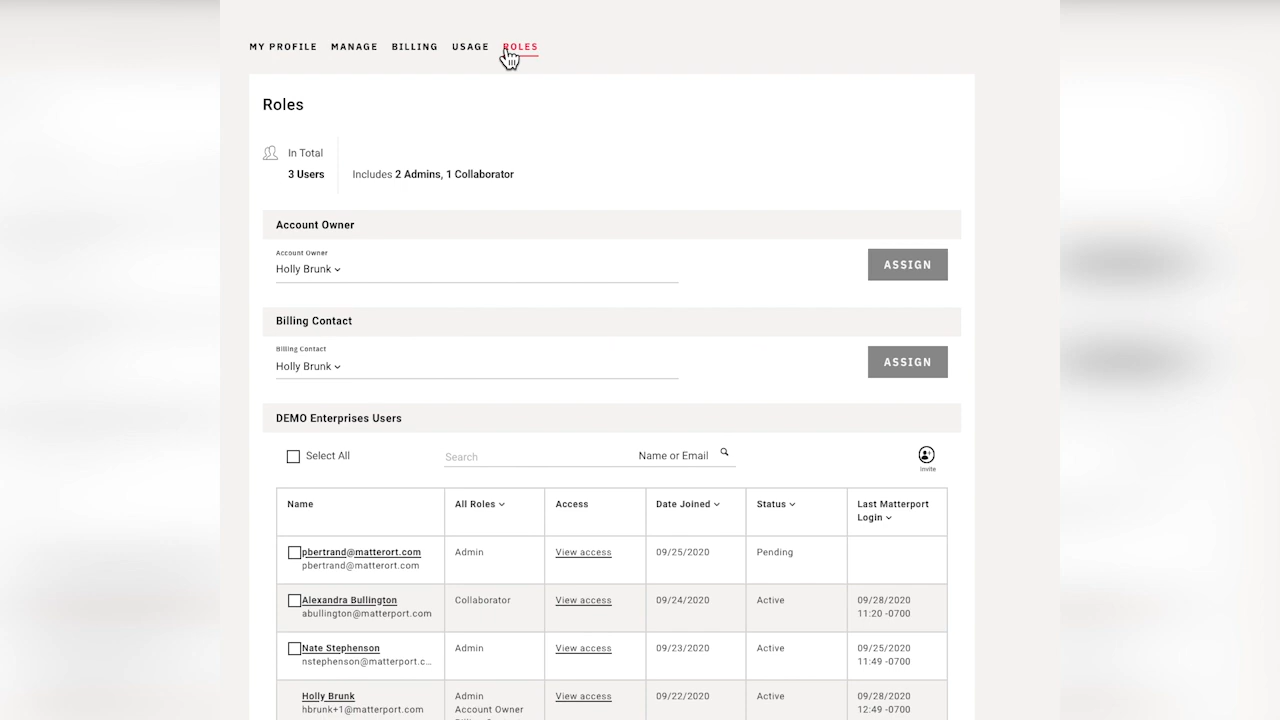 MY PROFILE MANAGE BILLING USAGE ROLES
Roles
In Total
3 Users Includes 2 Admins, 1 Collaborator
Account Owner
Account Owner
Holly Brunk
ASSIGN
Billing Contact
Billing Contact
Holly Brunk
ASSIGN
DEMO Enterprises Users
Select All Search Name or Email
Invite
Name All Roles Access Date Joined Status Last Matterport
Login
pbertrand@matterort.com Admin View access 09/25/2020 Pending
pbertrand@matterort.com
Alexandra Bullington Collaborator View access 09/24/2020 Active 09/28/2020
abullington@matterport.com 11:20 -0700
Nate Stephenson Admin View access 09/23/2020 Active 09/25/2020
nstephenson@matterport.c... 11:49 -0700
Holly Brunk Admin View access 09/22/2020 Active 09/28/2020
hbrunk+1@matterport.com Account Owner 12:49 -0700